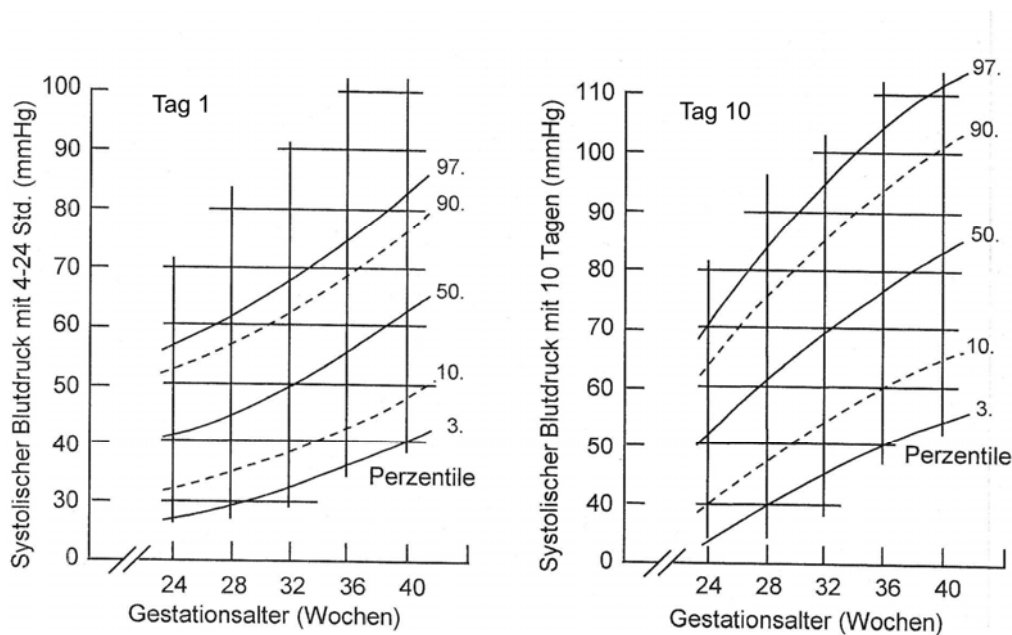 Systolischer Blutdruck mit 4-24 Std. (mmHg)
100
90
80
70
60
50
40
30
0
Tag 1
97.
90.
50.
10.
3.
Perzentile
24 28 32 36 40
Gestationsalter (Wochen)
Systolischer Blutdruck mit 10 Tagen (mmHg)
110
100
90
80
70
60
50
40
0
Tag 10
97.
90.
50.
10.
3.
Perzentile
24 28 32 36 40
Gestationsalter (Wochen)